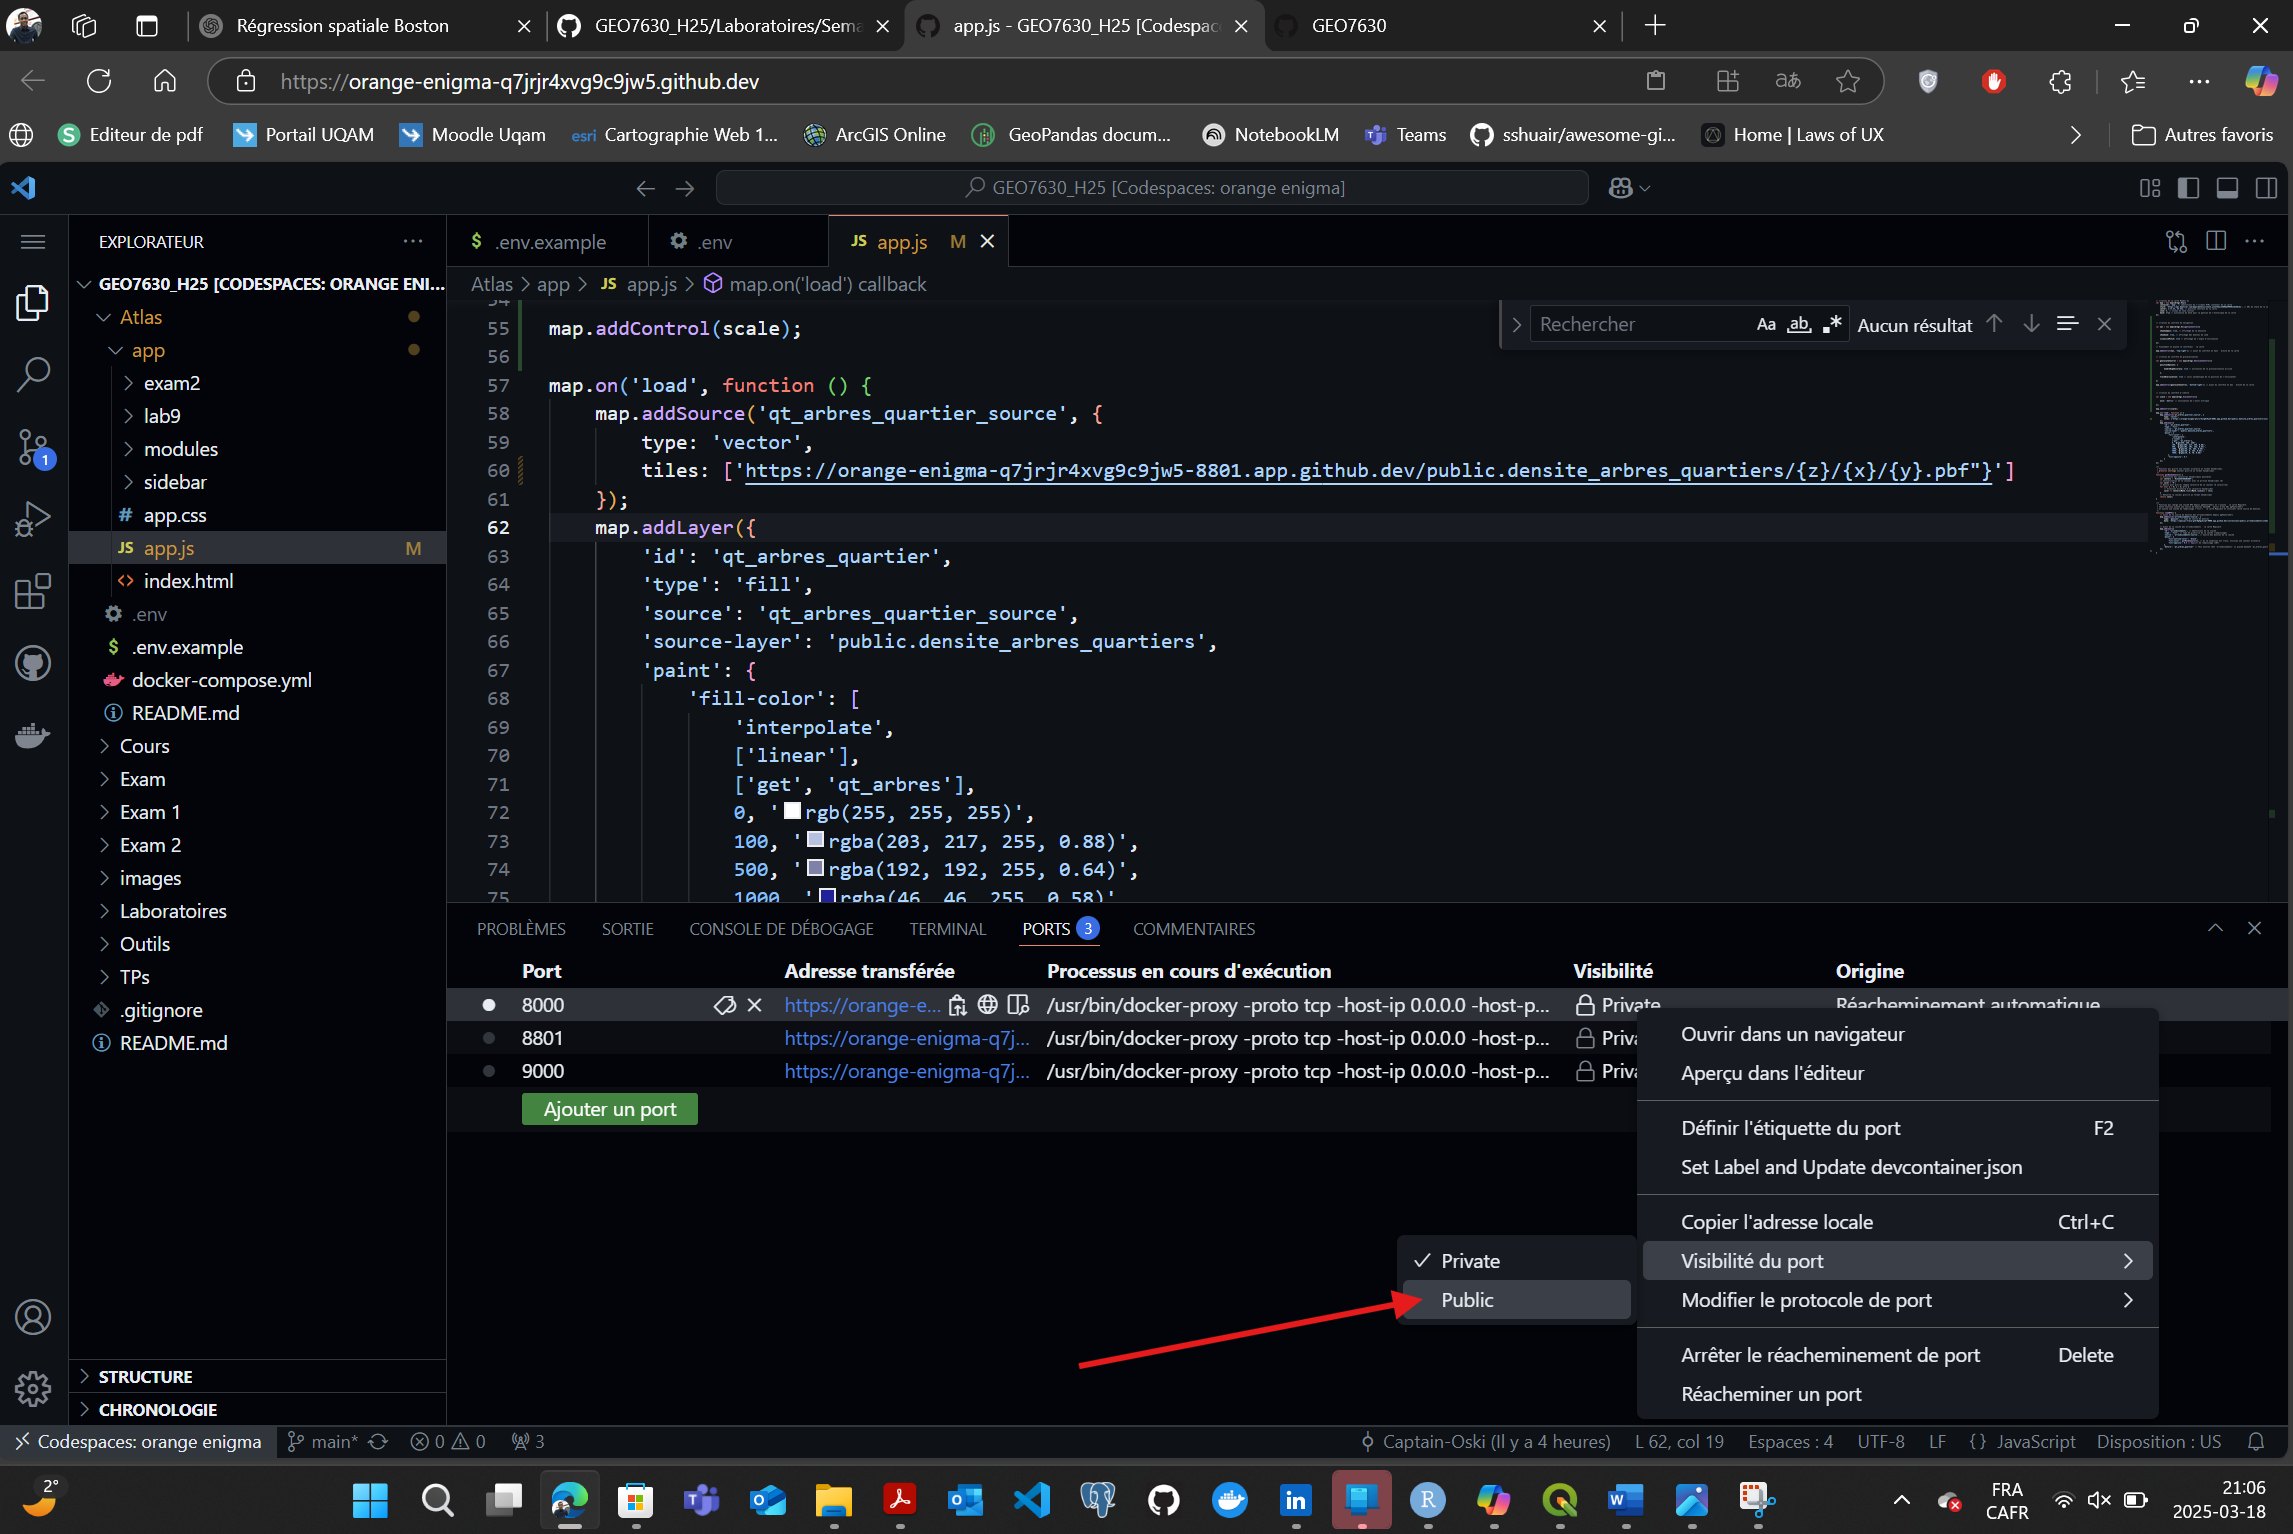 Régression spatiale Boston
GEO7630_H25/Laboratoires/Sema
app.js - GEO7630_H25 [Codespac
GEO7630
https://orange-enigma-q7jrjr4xvg9c9jw5.github.dev
Editeur de pdf
Portail UQAM
Moodle Uqam
esri Cartographie Web 1...
ArcGIS Online
GeoPandas docum...
NotebookLM
Teams
sshuair/awesome-gi...
Home | Laws of UX
Autres favoris
GEO7630_H25 [Codespaces: orange enigma]
EXPLORATEUR
$ .env.example
.env
JS app.js M
GEO7630_H25 [CODESPACES: ORANGE ENI...
Atlas > app > JS app.js > map.on('load') callback
Atlas
app
exam2
lab9
modules
sidebar
# app.css
JS app.js M
<> index.html
.env
$ .env.example
docker-compose.yml
README.md
Cours
Exam
Exam 1
Exam 2
images
Laboratoires
Outils
TPs
.gitignore
README.md
STRUCTURE
CHRONOLOGIE
1
Rechercher
Aa ab .*
Aucun résultat
54
55 map.addControl(scale);
56
57 map.on('load', function () {
58 map.addSource('qt_arbres_quartier_source', {
59 type: 'vector',
60 tiles: ['https://orange-enigma-q7jrjr4xvg9c9jw5-8801.app.github.dev/public.densite_arbres_quartiers/{z}/{x}/{y}.pbf"}']
61 });
62 map.addLayer({
63 'id': 'qt_arbres_quartier',
64 'type': 'fill',
65 'source': 'qt_arbres_quartier_source',
66 'source-layer': 'public.densite_arbres_quartiers',
67 'paint': {
68 'fill-color': [
69 'interpolate',
70 ['linear'],
71 ['get', 'qt_arbres'],
72 0, 'rgb(255, 255, 255)',
73 100, 'rgba(203, 217, 255, 0.88)',
74 500, 'rgba(192, 192, 255, 0.64)',
75 1000, 'rgba(46, 46, 255, 0.58)'
PROBLÈMES
SORTIE
CONSOLE DE DÉBOGAGE
TERMINAL
PORTS 3
COMMENTAIRES
Port
Adresse transférée
Processus en cours d'exécution
Visibilité
Origine
8000 https://orange-e... /usr/bin/docker-proxy -proto tcp -host-ip 0.0.0.0 -host-p... Private Réacheminement automatique
8801 https://orange-enigma-q7j... /usr/bin/docker-proxy -proto tcp -host-ip 0.0.0.0 -host-p... Priva
9000 https://orange-enigma-q7j... /usr/bin/docker-proxy -proto tcp -host-ip 0.0.0.0 -host-p... Priva
Ajouter un port
Ouvrir dans un navigateur
Aperçu dans l'éditeur
Définir l'étiquette du port F2
Set Label and Update devcontainer.json
Copier l'adresse locale Ctrl+C
Visibilité du port
Modifier le protocole de port
Arrêter le réacheminement de port Delete
Réacheminer un port
Private
Public
Codespaces: orange enigma
main*
0 0
3
Captain-Oski (Il y a 4 heures)
L 62, col 19
Espaces : 4
UTF-8
LF
{} JavaScript
Disposition : US
2°
FRA
CAFR
21:06
2025-03-18